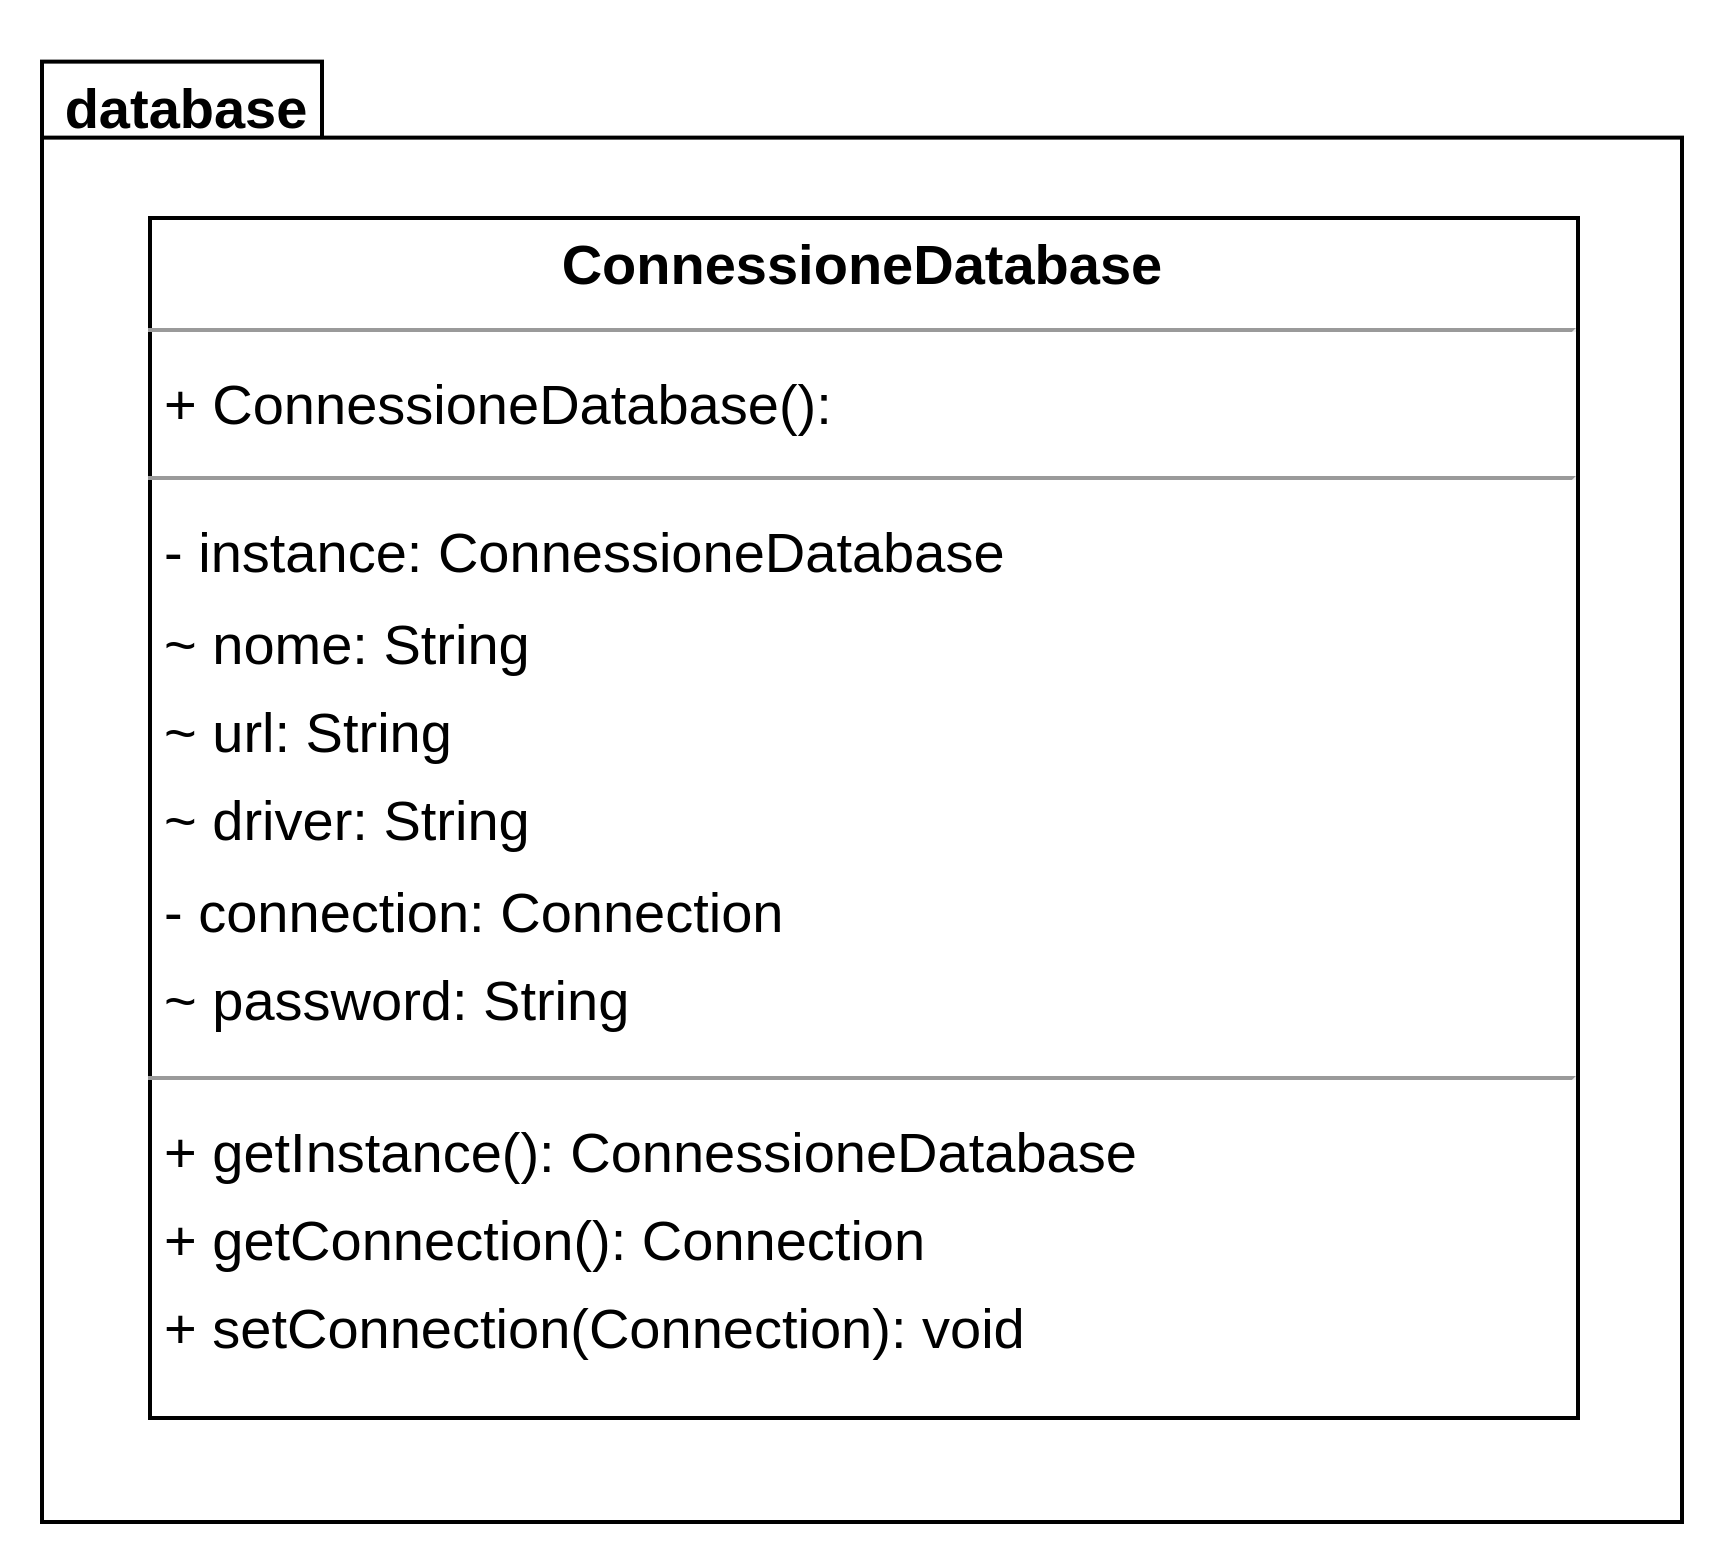 database
ConnessioneDatabase
+ ConnessioneDatabase():
- instance: ConnessioneDatabase
~ nome: String
~ url: String
~ driver: String
- connection: Connection
~ password: String
+ getInstance(): ConnessioneDatabase
+ getConnection(): Connection
+ setConnection(Connection): void